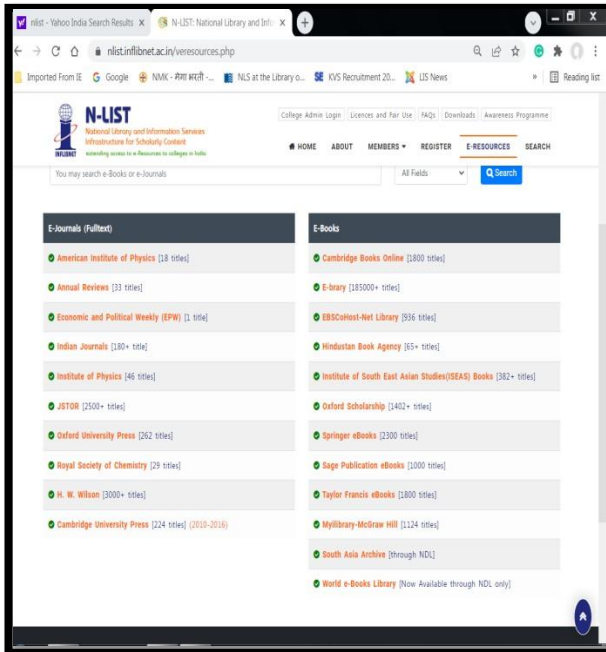 nlist - Yahoo India Search Results
N-LIST: National Library and Info
nlist.inflibnet.ac.in/veresources.php
Imported From IE
Google
NMK - मेगा भरती -...
NLS at the Library o...
KVS Recruitment 20...
LIS News
»
Reading list
INFLIBNET
N-LIST
National Library and Information Services
Infrastructure for Scholarly Content
extending access to e-Resources to colleges in India
College Admin Login
Licences and Fair Use
FAQs
Downloads
Awareness Programme
HOME
ABOUT
MEMBERS
REGISTER
E-RESOURCES
SEARCH
You may search e-Books or e-Journals
All Fields
Search
E-Journals (Fulltext)
American Institute of Physics [18 titles]
Annual Reviews [33 titles]
Economic and Political Weekly (EPW) [1 title]
Indian Journals [180+ title]
Institute of Physics [46 titles]
JSTOR [2500+ titles]
Oxford University Press [262 titles]
Royal Society of Chemistry [29 titles]
H. W. Wilson [3000+ titles]
Cambridge University Press [224 titles] (2010-2016)
E-Books
Cambridge Books Online [1800 titles]
E-brary [185000+ titles]
EBSCoHost-Net Library [936 titles]
Hindustan Book Agency [65+ titles]
Institute of South East Asian Studies(ISEAS) Books [382+ titles]
Oxford Scholarship [1402+ titles]
Springer eBooks [2300 titles]
Sage Publication eBooks [1000 titles]
Taylor Francis eBooks [1800 titles]
Myilibrary-McGraw Hill [1124 titles]
South Asia Archive [through NDL]
World e-Books Library [Now Available through NDL only]